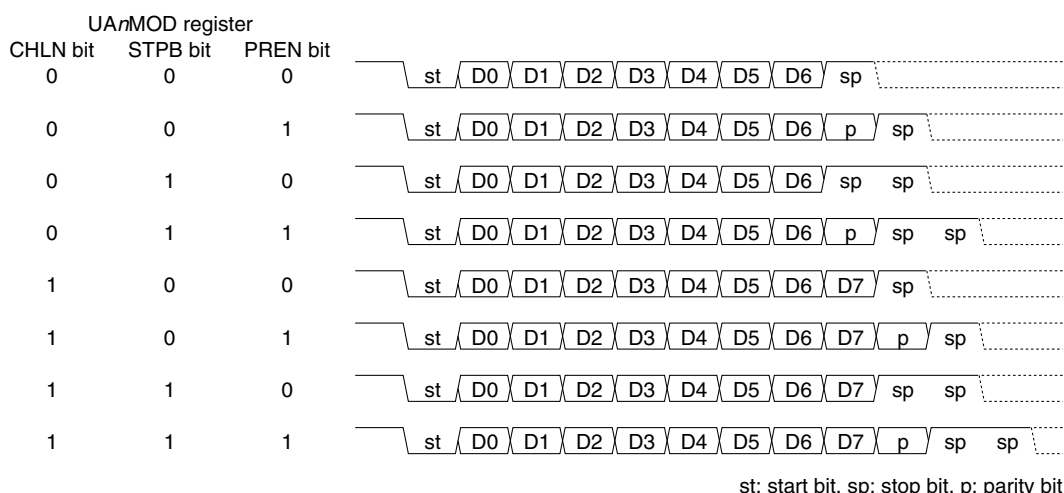 UAnMOD register
CHLN bit STPB bit PREN bit
0 0 0 st D0 D1 D2 D3 D4 D5 D6 sp
0 0 1 st D0 D1 D2 D3 D4 D5 D6 p sp
0 1 0 st D0 D1 D2 D3 D4 D5 D6 sp sp
0 1 1 st D0 D1 D2 D3 D4 D5 D6 p sp sp
1 0 0 st D0 D1 D2 D3 D4 D5 D6 D7 sp
1 0 1 st D0 D1 D2 D3 D4 D5 D6 D7 p sp
1 1 0 st D0 D1 D2 D3 D4 D5 D6 D7 sp sp
1 1 1 st D0 D1 D2 D3 D4 D5 D6 D7 p sp sp
st: start bit, sp: stop bit, p: parity bit